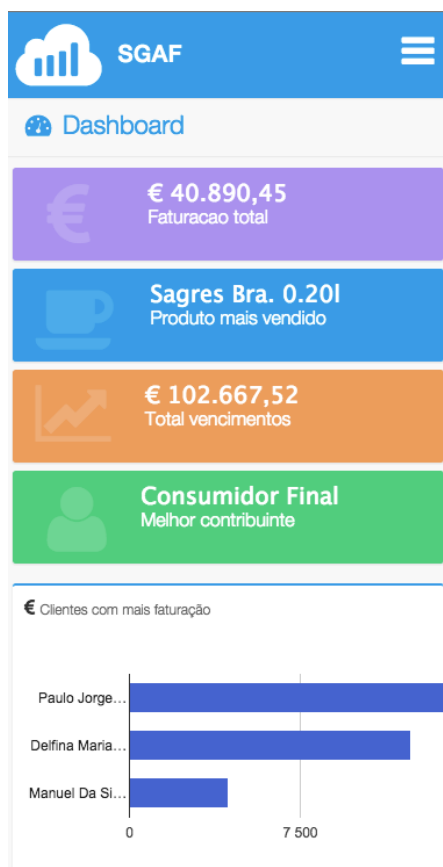 SGAF
Dashboard
€ 40.890,45
Faturacao total
Sagres Bra. 0.20l
Produto mais vendido
€ 102.667,52
Total vencimentos
Consumidor Final
Melhor contribuinte
€ Clientes com mais faturação
Paulo Jorge...
Delfina Maria...
Manuel Da Si...
0 7 500